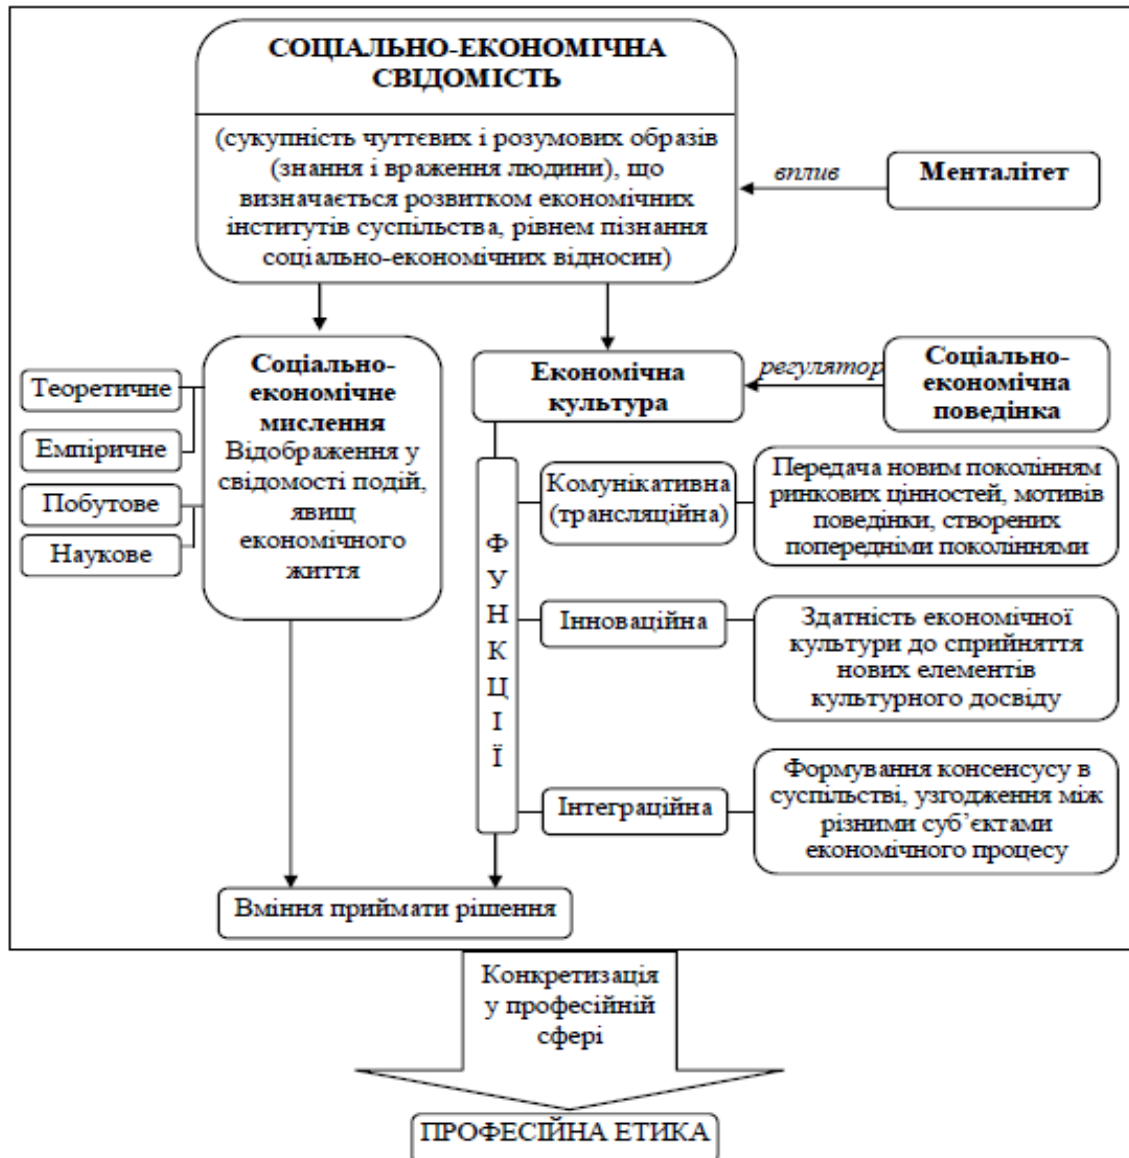 СОЦІАЛЬНО-ЕКОНОМІЧНА
СВІДОМІСТЬ
(сукупність чуттєвих і розумових образів
(знання і враження людини), що
визначається розвитком економічних
інститутів суспільства, рівнем пізнання
соціально-економічних відносин)
вплив
Менталітет
Соціально-
економічне
мислення
Відображення у
свідомості подій,
явищ
економічного
життя
Теоретичне
Емпіричне
Побутове
Наукове
Економічна
культура
регулятор
Соціально-
економічна
поведінка
ФУНКЦІЇ
Комунікативна
(трансляційна)
Передача новим поколінням
ринкових цінностей, мотивів
поведінки, створених
попередніми поколіннями
Інноваційна
Здатність економічної
культури до сприйняття
нових елементів
культурного досвіду
Інтеграційна
Формування консенсусу в
суспільстві, узгодження між
різними суб’єктами
економічного процесу
Вміння приймати рішення
Конкретизація
у професійній
сфері
ПРОФЕСІЙНА ЕТИКА